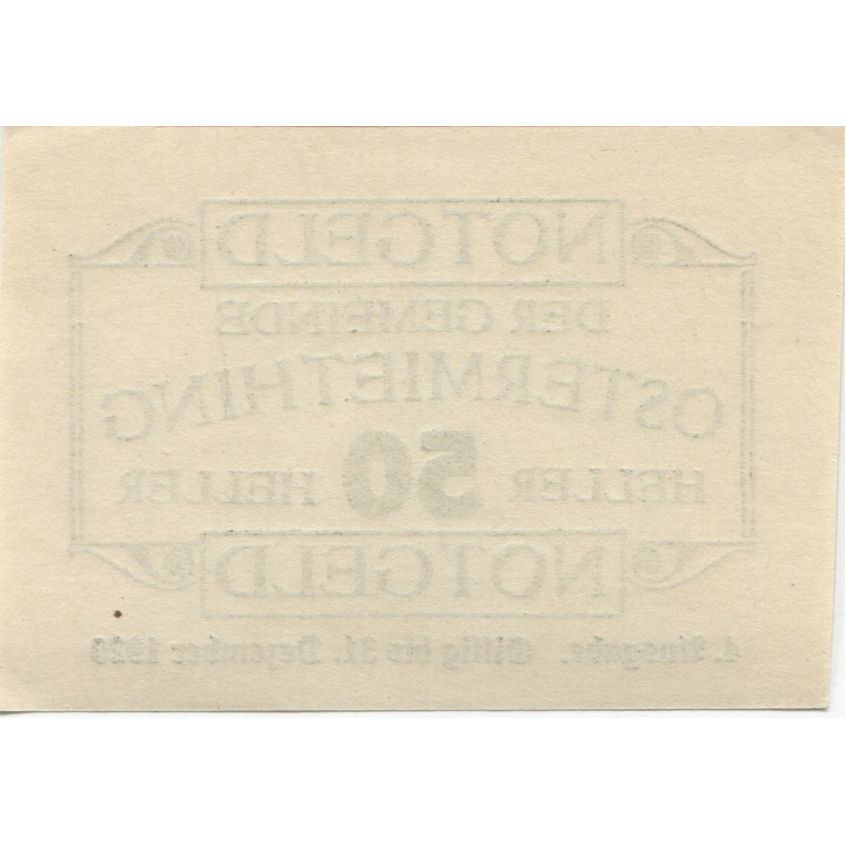 NOTGELD
DER GEMEINDE
OSTERMIETHING
HELLER 50 HELLER
NOTGELD
4. Ausgabe. Gültig bis 31. Dezember 1920